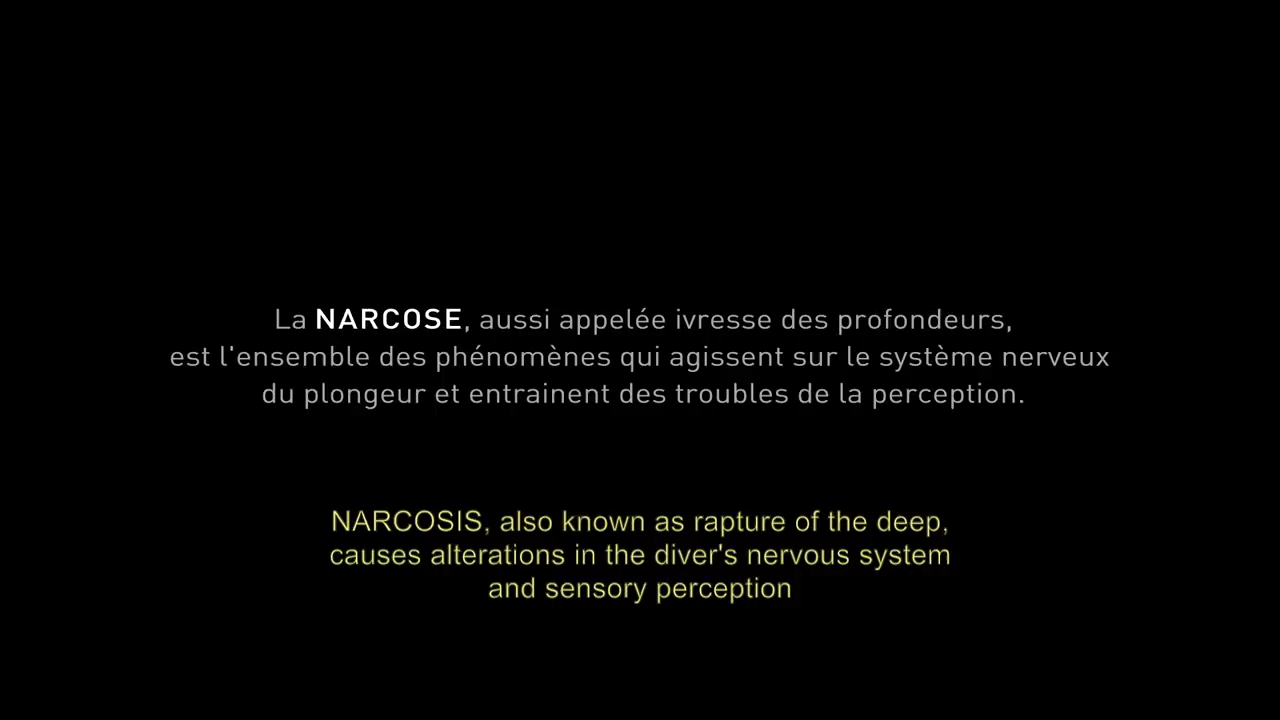 La NARCOSE, aussi appelée ivresse des profondeurs,
est l'ensemble des phénomènes qui agissent sur le système nerveux
du plongeur et entrainent des troubles de la perception.
NARCOSIS, also known as rapture of the deep,
causes alterations in the diver's nervous system
and sensory perception